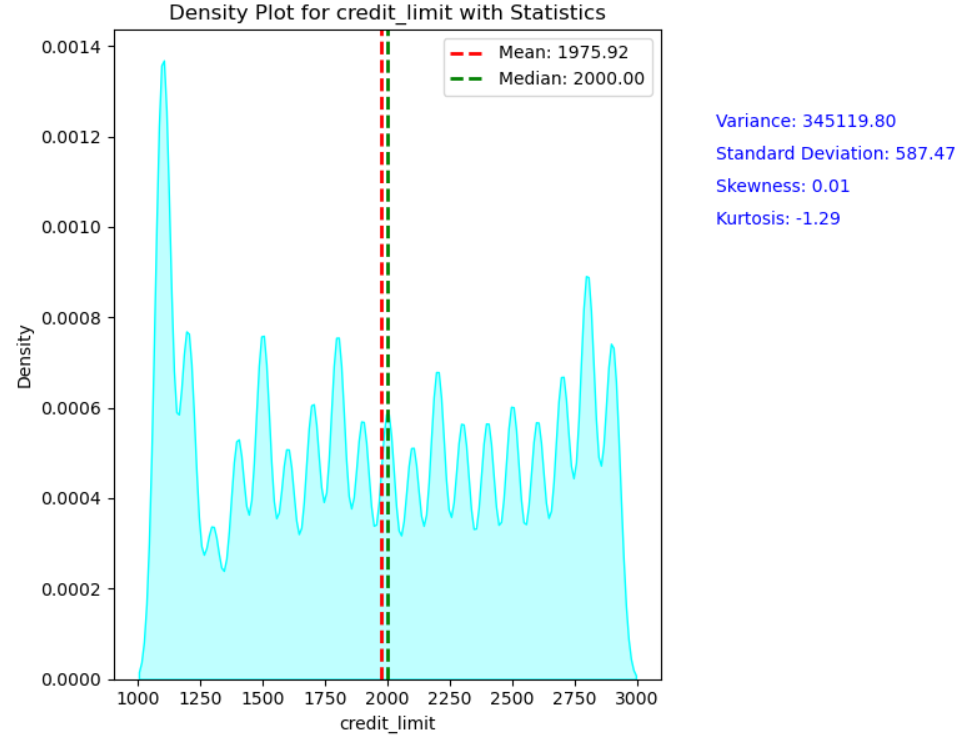 Density Plot for credit_limit with Statistics
Mean: 1975.92
Median: 2000.00
Variance: 345119.80
Standard Deviation: 587.47
Skewness: 0.01
Kurtosis: -1.29
Density
0.0014
0.0012
0.0010
0.0008
0.0006
0.0004
0.0002
0.0000
1000 1250 1500 1750 2000 2250 2500 2750 3000
credit_limit